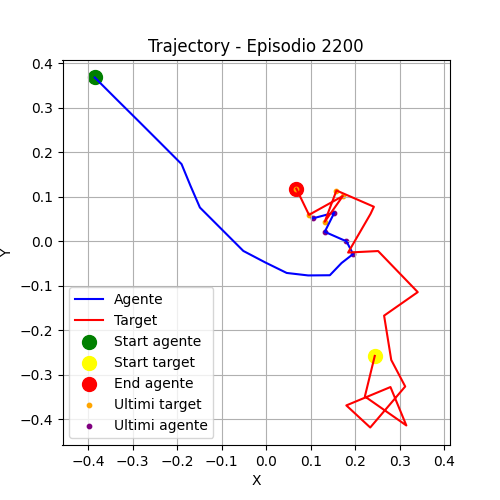 Trajectory - Episodio 2200
0.4
0.3
0.2
0.1
0.0
−0.1
−0.2
−0.3
−0.4
Y
Agente
Target
Start agente
Start target
End agente
Ultimi target
Ultimi agente
−0.4 −0.3 −0.2 −0.1 0.0 0.1 0.2 0.3 0.4
X